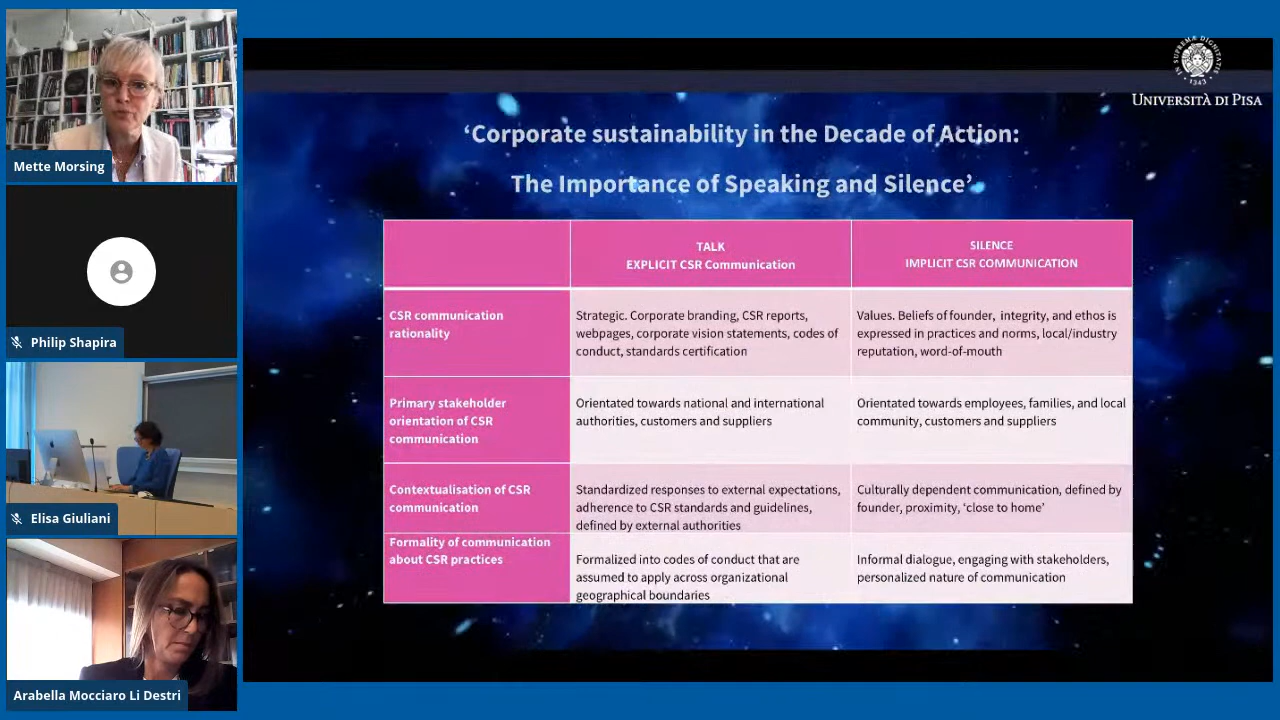 Mette Morsing
Philip Shapira
Elisa Giuliani
Arabella Mocciaro Li Destri
IN SUPREMÆ DIGNITATIS
1343
UNIVERSITÀ DI PISA
‘Corporate sustainability in the Decade of Action:
The Importance of Speaking and Silence’
TALK
EXPLICIT CSR Communication
SILENCE
IMPLICIT CSR COMMUNICATION
CSR communication
rationality
Strategic. Corporate branding, CSR reports,
webpages, corporate vision statements, codes of
conduct, standards certification
Values. Beliefs of founder, integrity, and ethos is
expressed in practices and norms, local/industry
reputation, word-of-mouth
Primary stakeholder
orientation of CSR
communication
Orientated towards national and international
authorities, customers and suppliers
Orientated towards employees, families, and local
community, customers and suppliers
Contextualisation of CSR
communication
Standardized responses to external expectations,
adherence to CSR standards and guidelines,
defined by external authorities
Culturally dependent communication, defined by
founder, proximity, ‘close to home’
Formality of communication
about CSR practices
Formalized into codes of conduct that are
assumed to apply across organizational
geographical boundaries
Informal dialogue, engaging with stakeholders,
personalized nature of communication